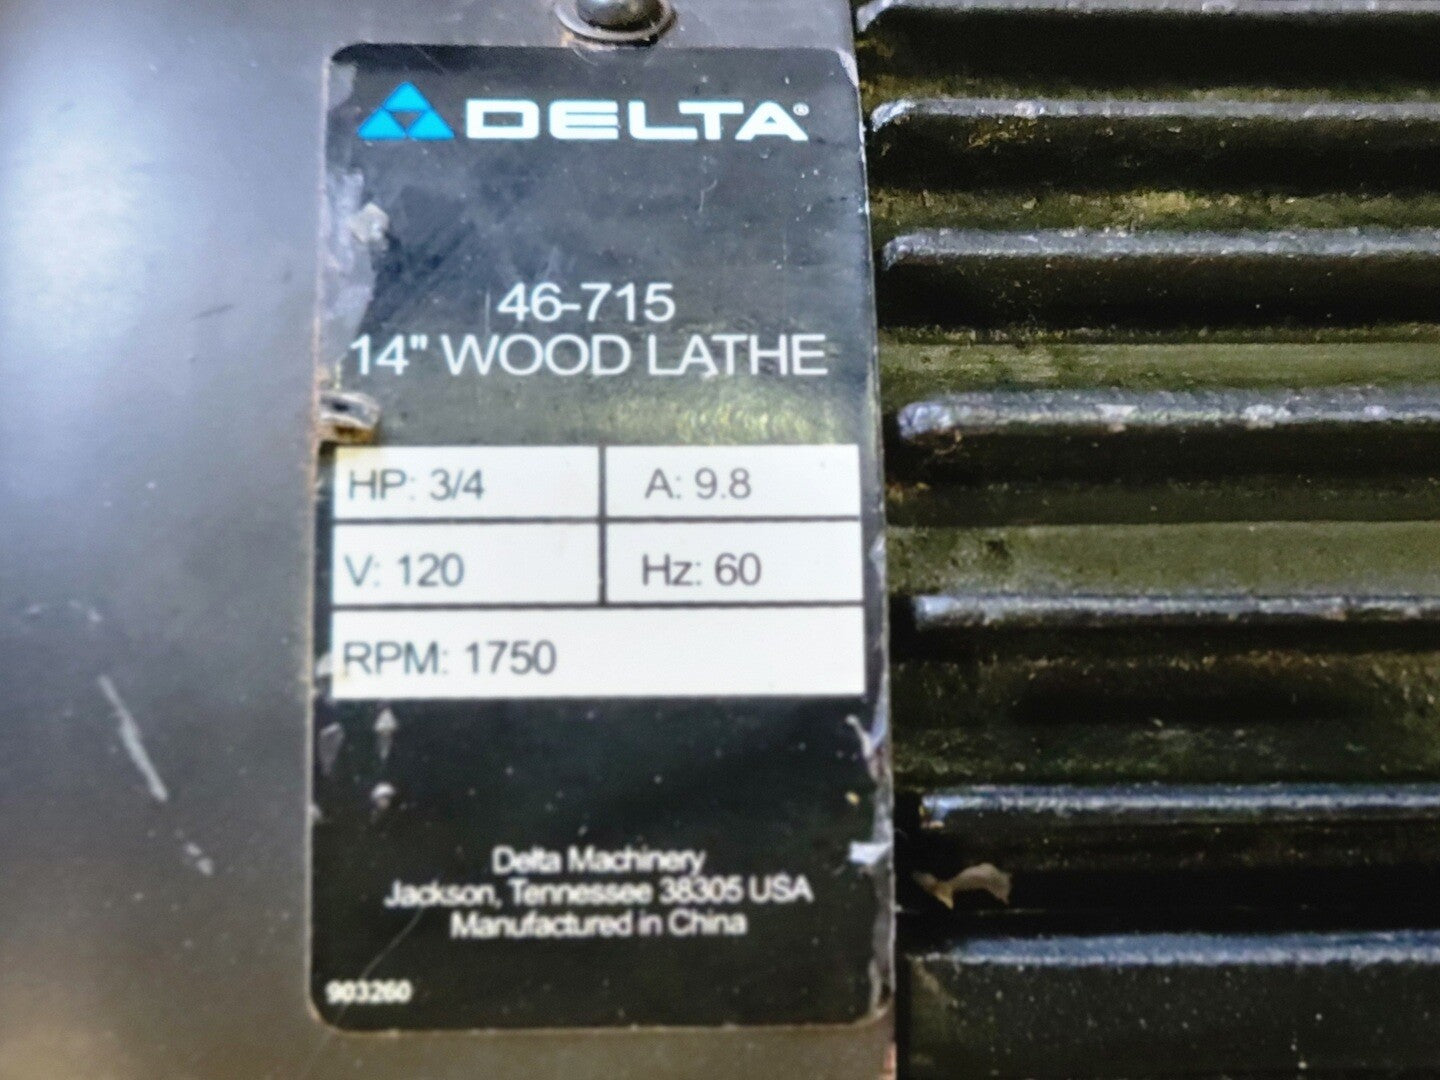 DELTA®
46-715
14" WOOD LATHE
HP: 3/4 A: 9.8
V: 120 Hz: 60
RPM: 1750
Delta Machinery
Jackson, Tennessee 38305 USA
Manufactured in China
903260